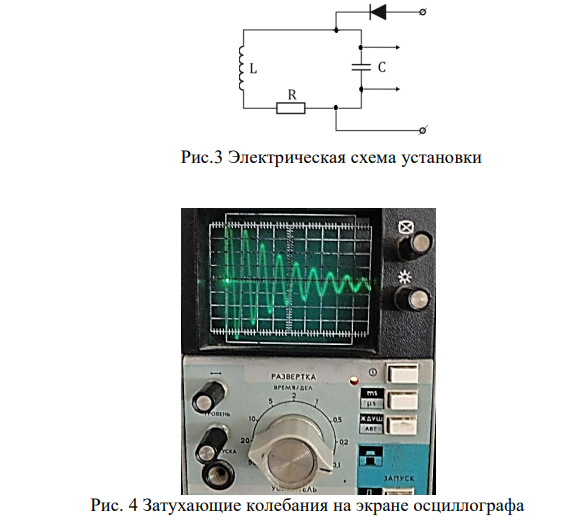 L
C
R
Рис.3 Электрическая схема установки
РАЗВЕРТКА
ВРЕМЯ/ДЕЛ
5 2 1
ms
μs
УРОВЕНЬ
10 0,5
ЖДУЩ
АВТ
20 0,2
0,1
ЗАПУСК
Рис. 4 Затухающие колебания на экране осциллографа